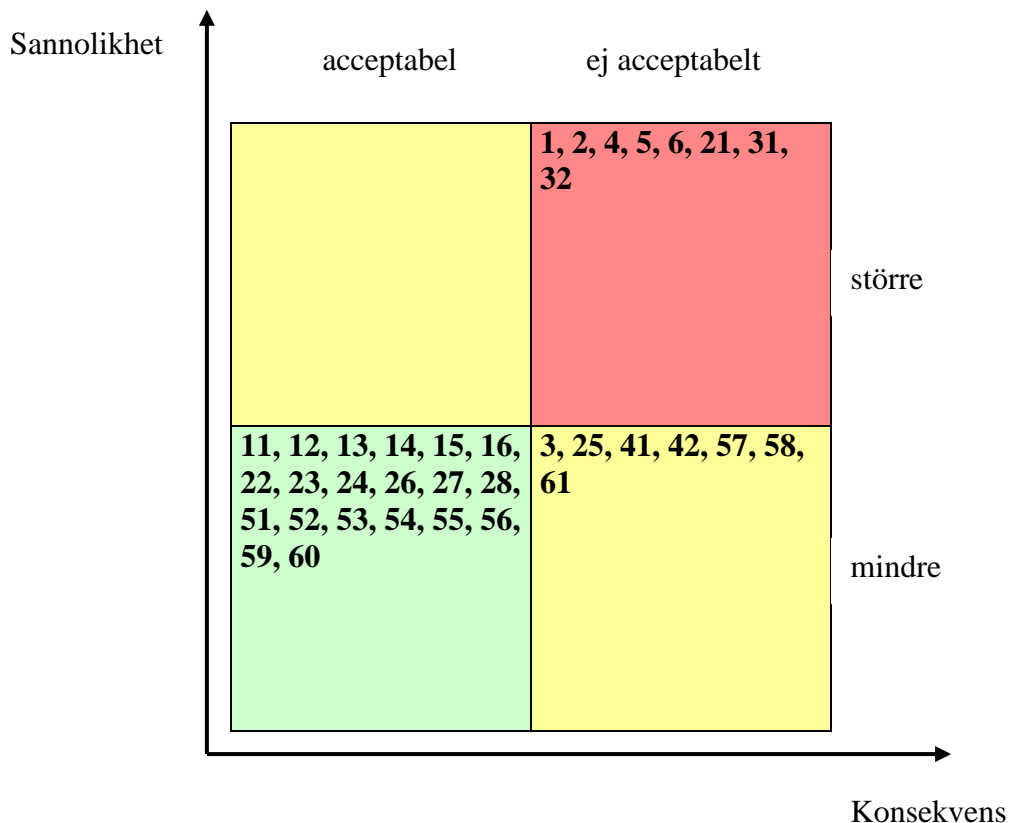 Sannolikhet
acceptabel
ej acceptabelt
1, 2, 4, 5, 6, 21, 31,
32
större
11, 12, 13, 14, 15, 16,
22, 23, 24, 26, 27, 28,
51, 52, 53, 54, 55, 56,
59, 60
3, 25, 41, 42, 57, 58,
61
mindre
Konsekvens